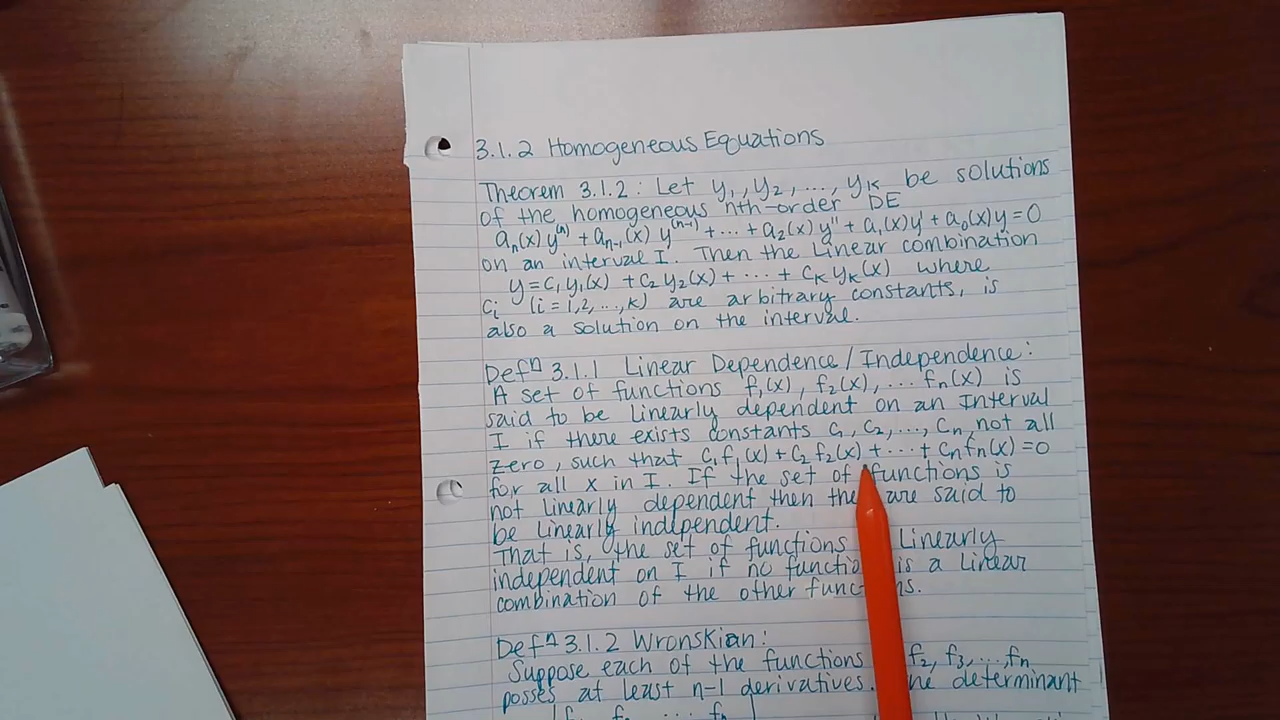 3.1.2 Homogeneous Equations
Theorem 3.1.2: Let y₁, y₂, ..., yₖ be solutions
of the homogeneous nth-order DE
aₙ(x)y⁽ⁿ⁾ + aₙ₋₁(x)y⁽ⁿ⁻¹⁾ + ... + a₂(x)y'' + a₁(x)y' + a₀(x)y = 0
on an interval I. Then the linear combination
y = c₁y₁(x) + c₂y₂(x) + ... + cₖyₖ(x) where
cᵢ (i = 1,2,...,k) are arbitrary constants, is
also a solution on the interval.
Defⁿ 3.1.1 Linear Dependence/Independence:
A set of functions f₁(x), f₂(x), ... fₙ(x) is
said to be linearly dependent on an interval
I if there exists constants c₁, c₂, ..., cₙ, not all
zero, such that c₁f₁(x) + c₂f₂(x) + ... + cₙfₙ(x) = 0
for all x in I. If the set of functions is
not linearly dependent then are said to
be linearly independent.
That is, the set of functions Linearly
independent on I if no is a linear
combination of the other
Defⁿ 3.1.2 Wronskian:
Suppose each of the functions f₂, f₃, ..., fₙ
posses at least n-1 derivatives. determinant